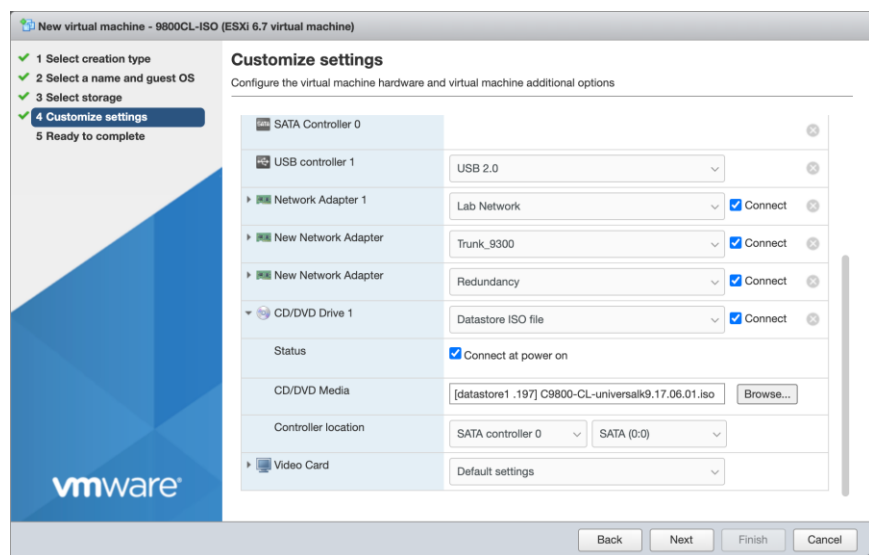 New virtual machine - 9800CL-ISO (ESXi 6.7 virtual machine)
1 Select creation type
2 Select a name and guest OS
3 Select storage
4 Customize settings
5 Ready to complete
Customize settings
Configure the virtual machine hardware and virtual machine additional options
SATA Controller 0
USB controller 1 USB 2.0
Network Adapter 1 Lab Network Connect
New Network Adapter Trunk_9300 Connect
New Network Adapter Redundancy Connect
CD/DVD Drive 1 Datastore ISO file Connect
Status Connect at power on
CD/DVD Media [datastore1 .197] C9800-CL-universalk9.17.06.01.iso Browse...
Controller location SATA controller 0 SATA (0:0)
Video Card Default settings
vmware®
Back Next Finish Cancel